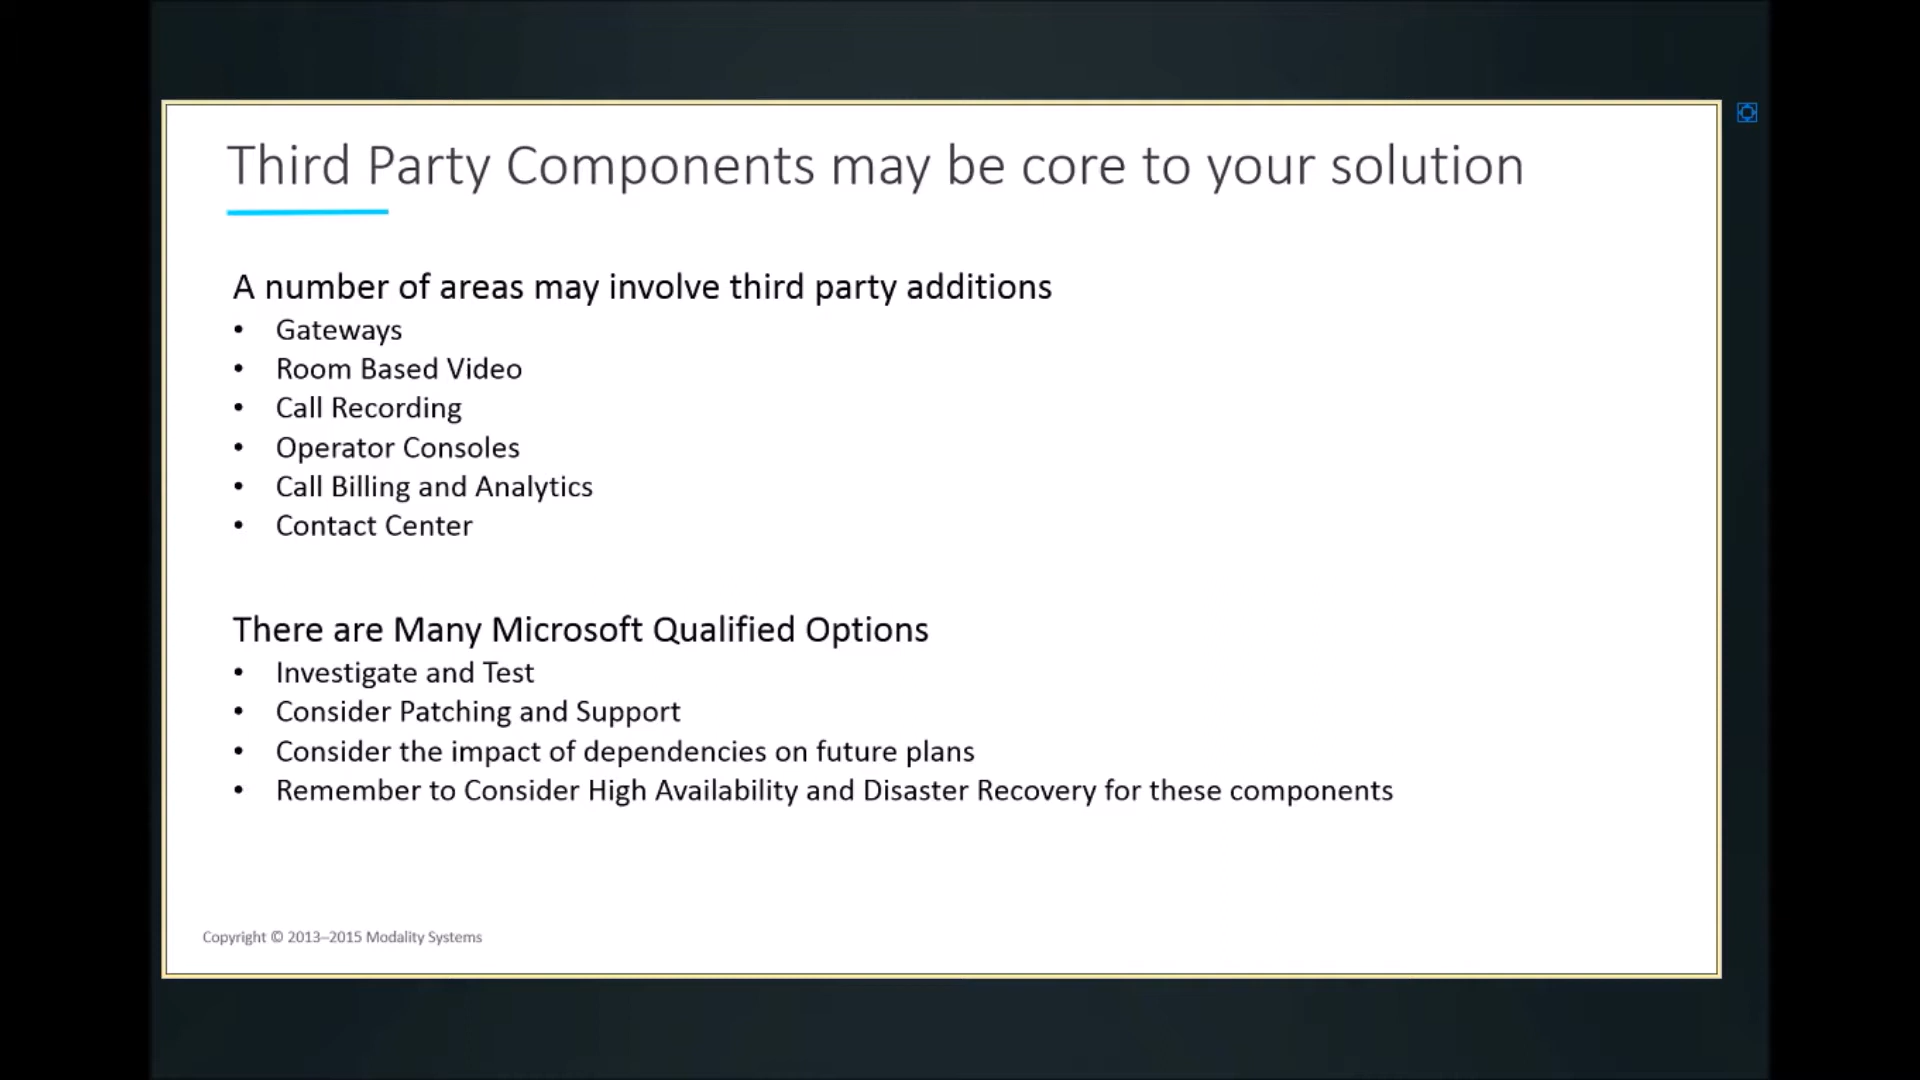 Third Party Components may be core to your solution
A number of areas may involve third party additions
• Gateways
• Room Based Video
• Call Recording
• Operator Consoles
• Call Billing and Analytics
• Contact Center
There are Many Microsoft Qualified Options
• Investigate and Test
• Consider Patching and Support
• Consider the impact of dependencies on future plans
• Remember to Consider High Availability and Disaster Recovery for these components
Copyright © 2013–2015 Modality Systems